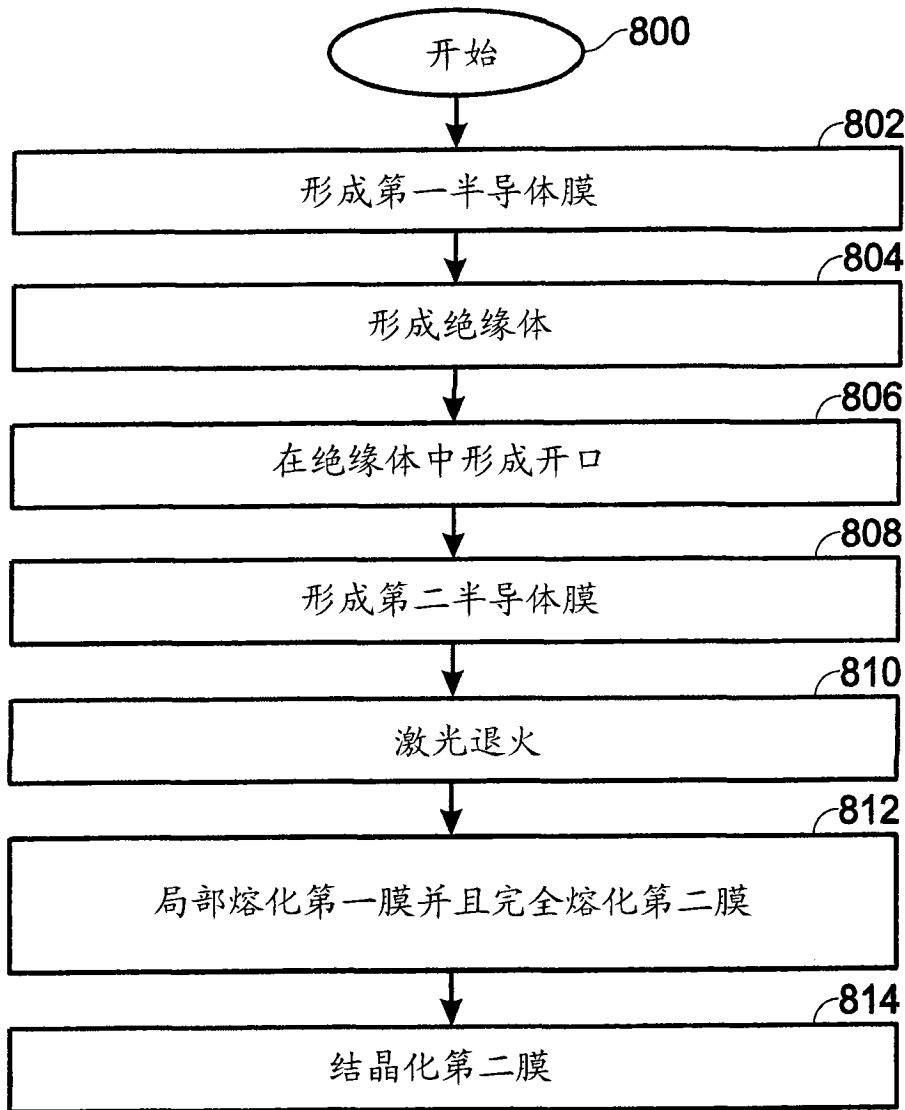 开始
800
802
形成第一半导体膜
804
形成绝缘体
806
在绝缘体中形成开口
808
形成第二半导体膜
810
激光退火
812
局部熔化第一膜并且完全熔化第二膜
814
结晶化第二膜